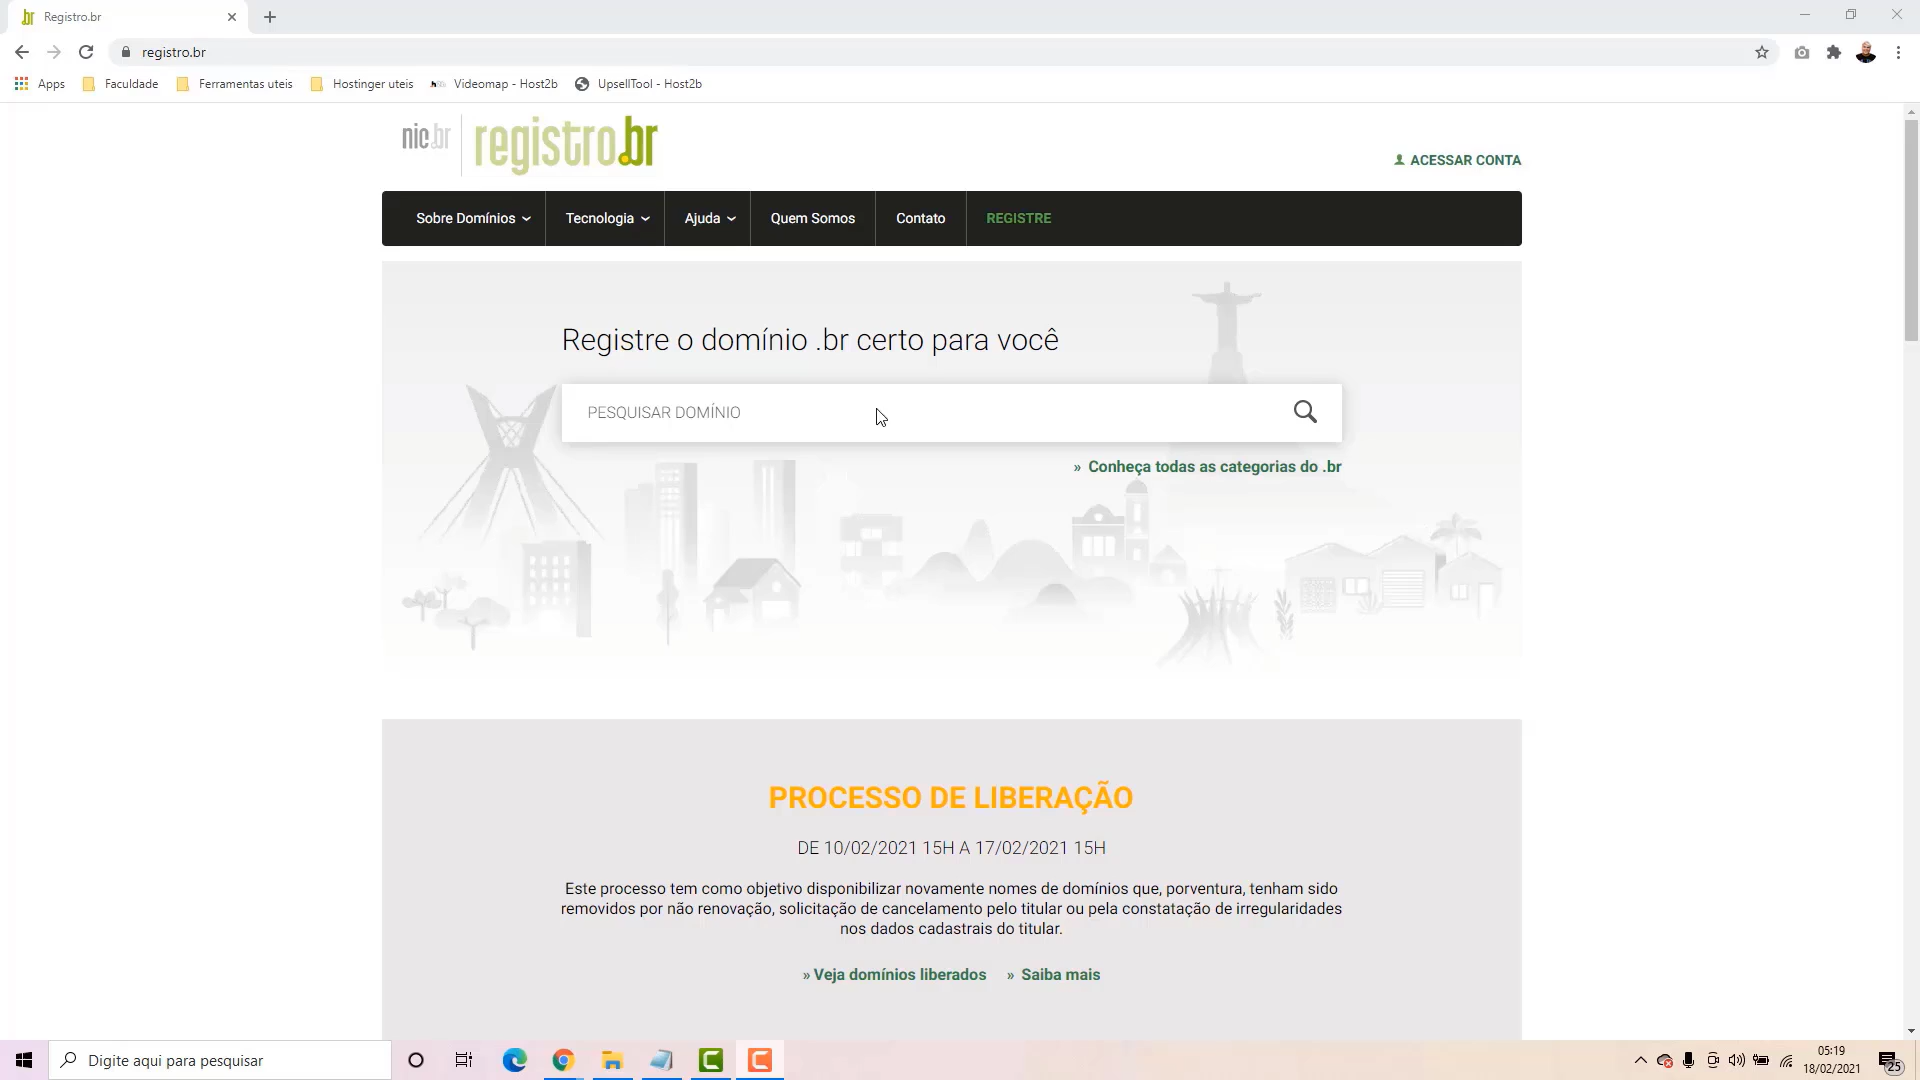 Registro.br
registro.br
Apps
Faculdade
Ferramentas uteis
Hostinger uteis
Videomap - Host2b
UpsellTool - Host2b
nic.br
registro.br
ACESSAR CONTA
Sobre Domínios
Tecnologia
Ajuda
Quem Somos
Contato
REGISTRE
Registre o domínio .br certo para você
PESQUISAR DOMÍNIO
» Conheça todas as categorias do .br
PROCESSO DE LIBERAÇÃO
DE 10/02/2021 15H A 17/02/2021 15H
Este processo tem como objetivo disponibilizar novamente nomes de domínios que, porventura, tenham sido
removidos por não renovação, solicitação de cancelamento pelo titular ou pela constatação de irregularidades
nos dados cadastrais do titular.
» Veja domínios liberados » Saiba mais
Digite aqui para pesquisar
05:19
18/02/2021
25